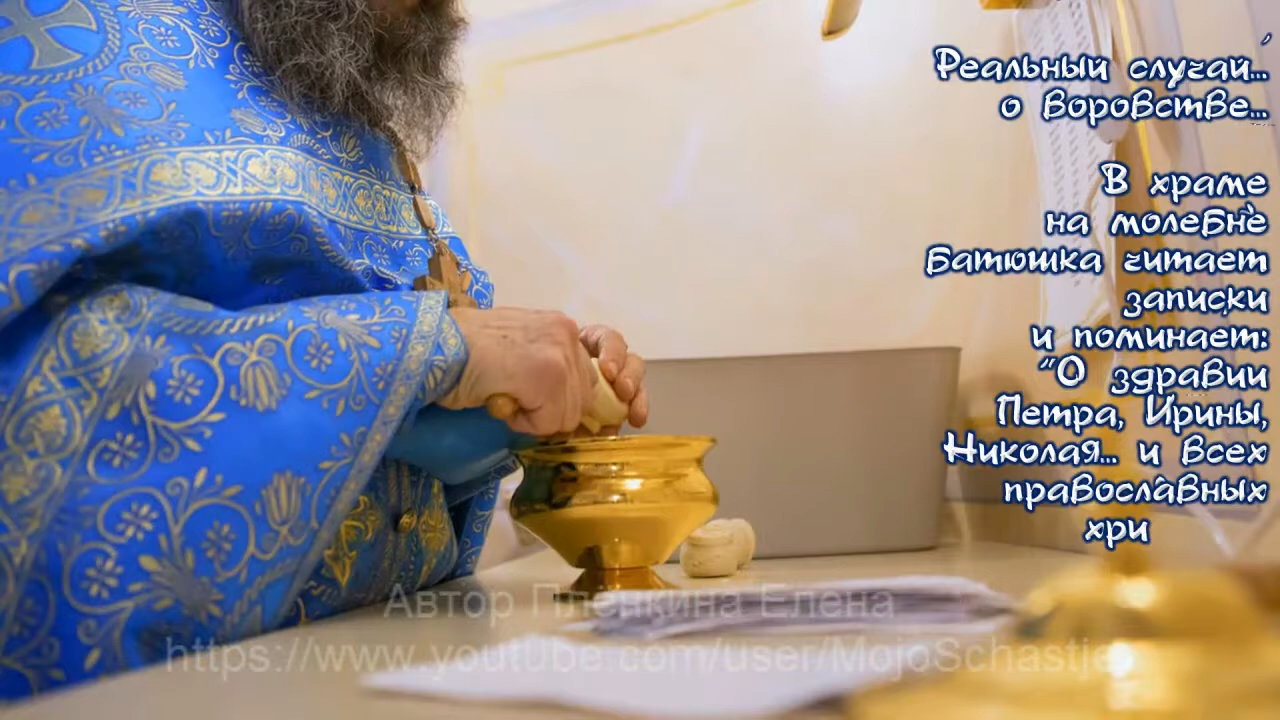 Реальный случай...
о воровстве...
В храме
на молебне
Батюшка читает
записки
и поминает:
"О здравии
Петра, Ирины,
Николая... и всех
православных
хри
Автор Плёнкина Елена
https://www.youtube.com/user/MojoSchastje